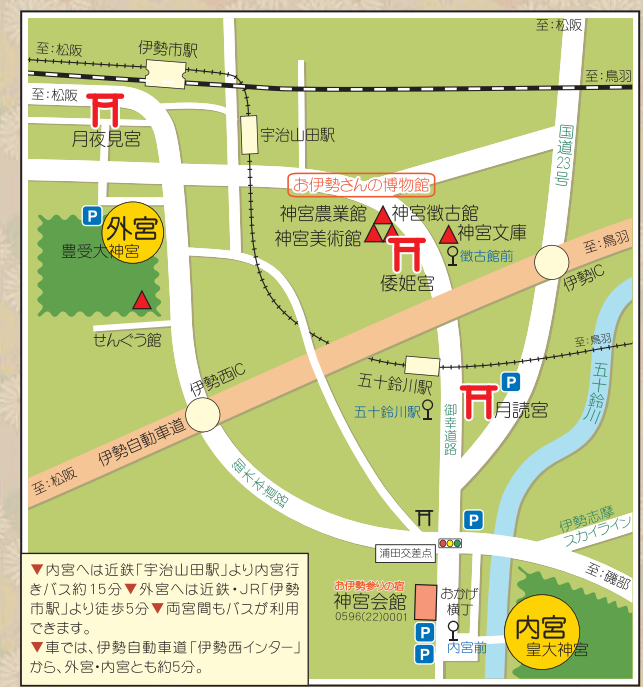 至:松阪
至:松阪
伊勢市駅
至:鳥羽
至:松阪
月夜見宮
宇治山田駅
国道23号
お伊勢さんの博物館
P
外宮
豊受大神宮
神宮農業館
神宮徴古館
神宮美術館
神宮文庫
徴古館前
倭姫宮
至:鳥羽
伊勢IC
せんぐう館
至:鳥羽
伊勢西IC
五十鈴川駅
五十鈴川
P
五十鈴川駅
御幸道路
月読宮
伊勢自動車道
至:松阪
御木本道路
P
伊勢志摩
スカイライン
浦田交差点
至:磯部
▼内宮へは近鉄「宇治山田駅」より内宮行
きバス約15分▼外宮へは近鉄・JR「伊勢
市駅」より徒歩5分▼両宮間もバスが利用
できます。
▼車では、伊勢自動車道「伊勢西インター」
から、外宮・内宮とも約5分。
お伊勢参りの宿
神宮会館
0596(22)0001
おかげ
横丁
P
P
内宮前
内宮
皇大神宮